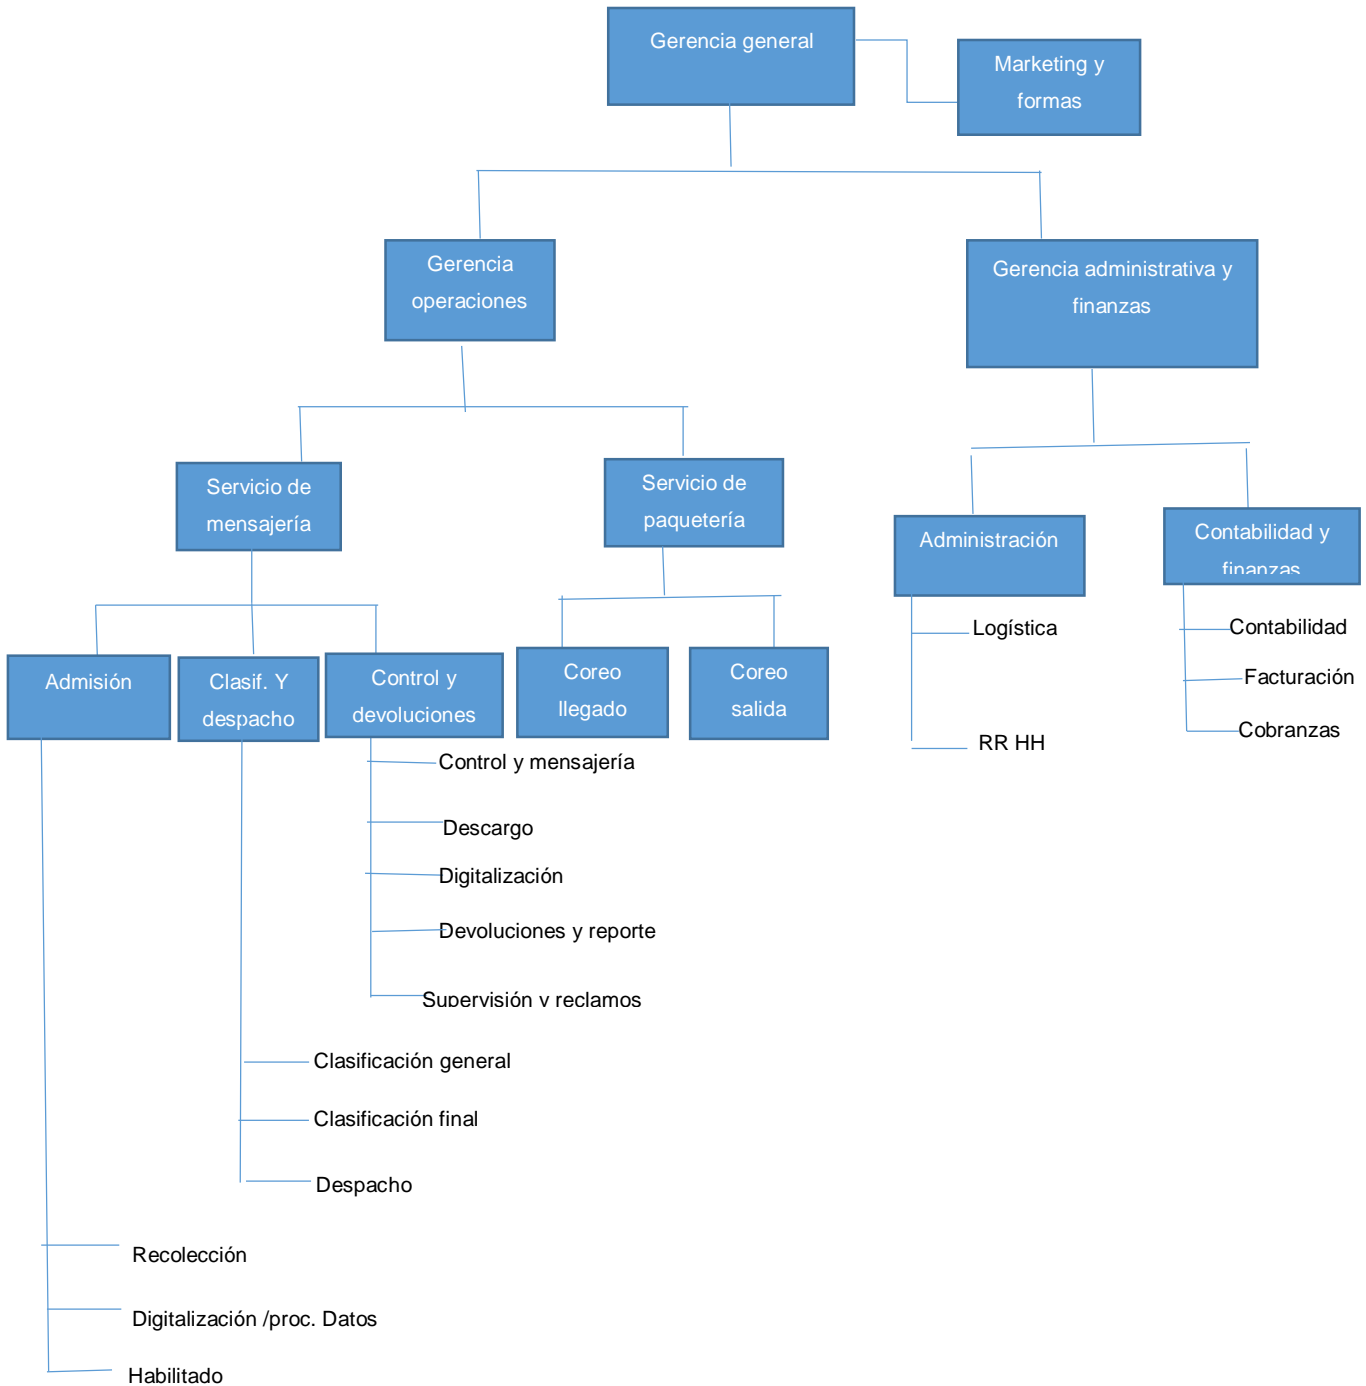 Gerencia general
Marketing y
formas
Gerencia
operaciones
Gerencia administrativa y
finanzas
Servicio de
mensajería
Servicio de
paquetería
Administración
Contabilidad y
finanzas
Logística
RR HH
Contabilidad
Facturación
Cobranzas
Admisión
Clasif. Y
despacho
Control y
devoluciones
Coreo
llegado
Coreo
salida
Control y mensajería
Descargo
Digitalización
Devoluciones y reporte
Supervisión y reclamos
Clasificación general
Clasificación final
Despacho
Recolección
Digitalización /proc. Datos
Habilitado